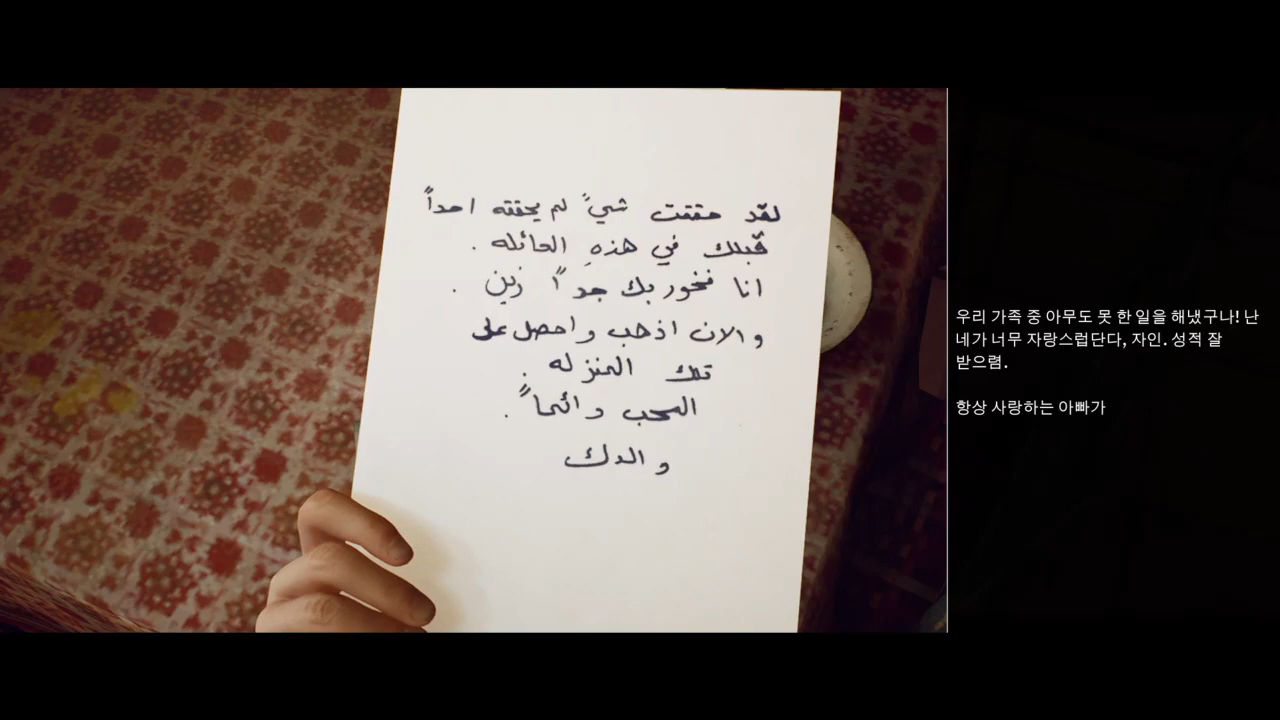 لقد حققت شيءً لم يحققه احداً
قبلك في هذهِ العائله .
انا فخور بك جداً زين .
والان اذهب واحصل على
تلك المنزله .
المحب دائماً .
والدك
우리 가족 중 아무도 못 한 일을 해냈구나! 난
네가 너무 자랑스럽단다, 자인. 성적 잘
받으렴.
항상 사랑하는 아빠가